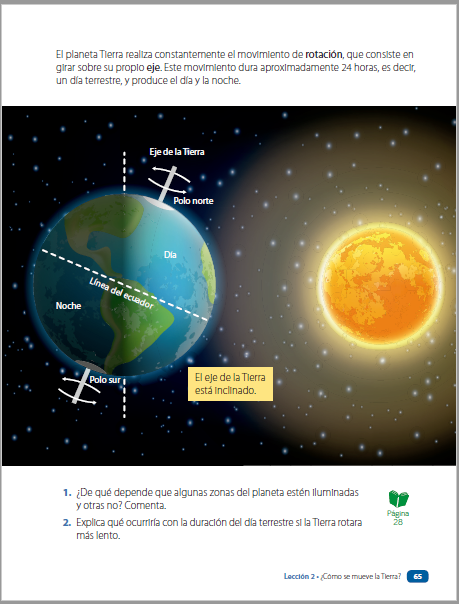 El planeta Tierra realiza constantemente el movimiento de rotación, que consiste en
girar sobre su propio eje. Este movimiento dura aproximadamente 24 horas, es decir,
un día terrestre, y produce el día y la noche.
Eje de la Tierra
Polo norte
Día
Línea del ecuador
Noche
Polo sur
El eje de la Tierra
está inclinado.
1. ¿De qué depende que algunas zonas del planeta estén iluminadas
y otras no? Comenta.
2. Explica qué ocurriría con la duración del día terrestre si la Tierra rotara
más lento.
Página
28
Lección 2 • ¿Cómo se mueve la Tierra? 65